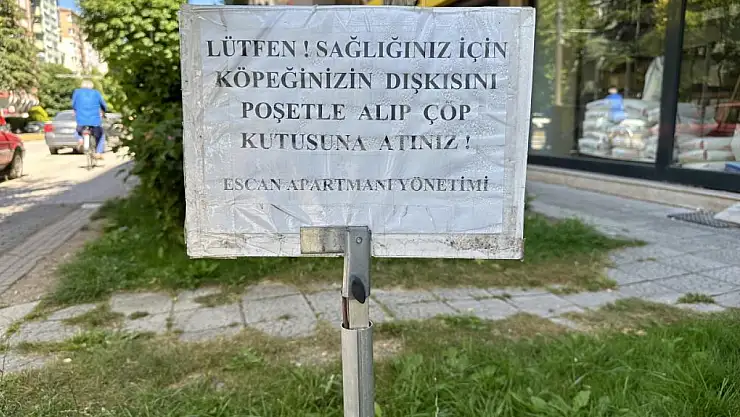 LÜTFEN ! SAĞLIĞINIZ İÇİN
KÖPEĞİNİZİN DIŞKISINI
POŞETLE ALIP ÇÖP
KUTUSUNA ATINIZ !
ESCAN APARTMANI YÖNETİMİ